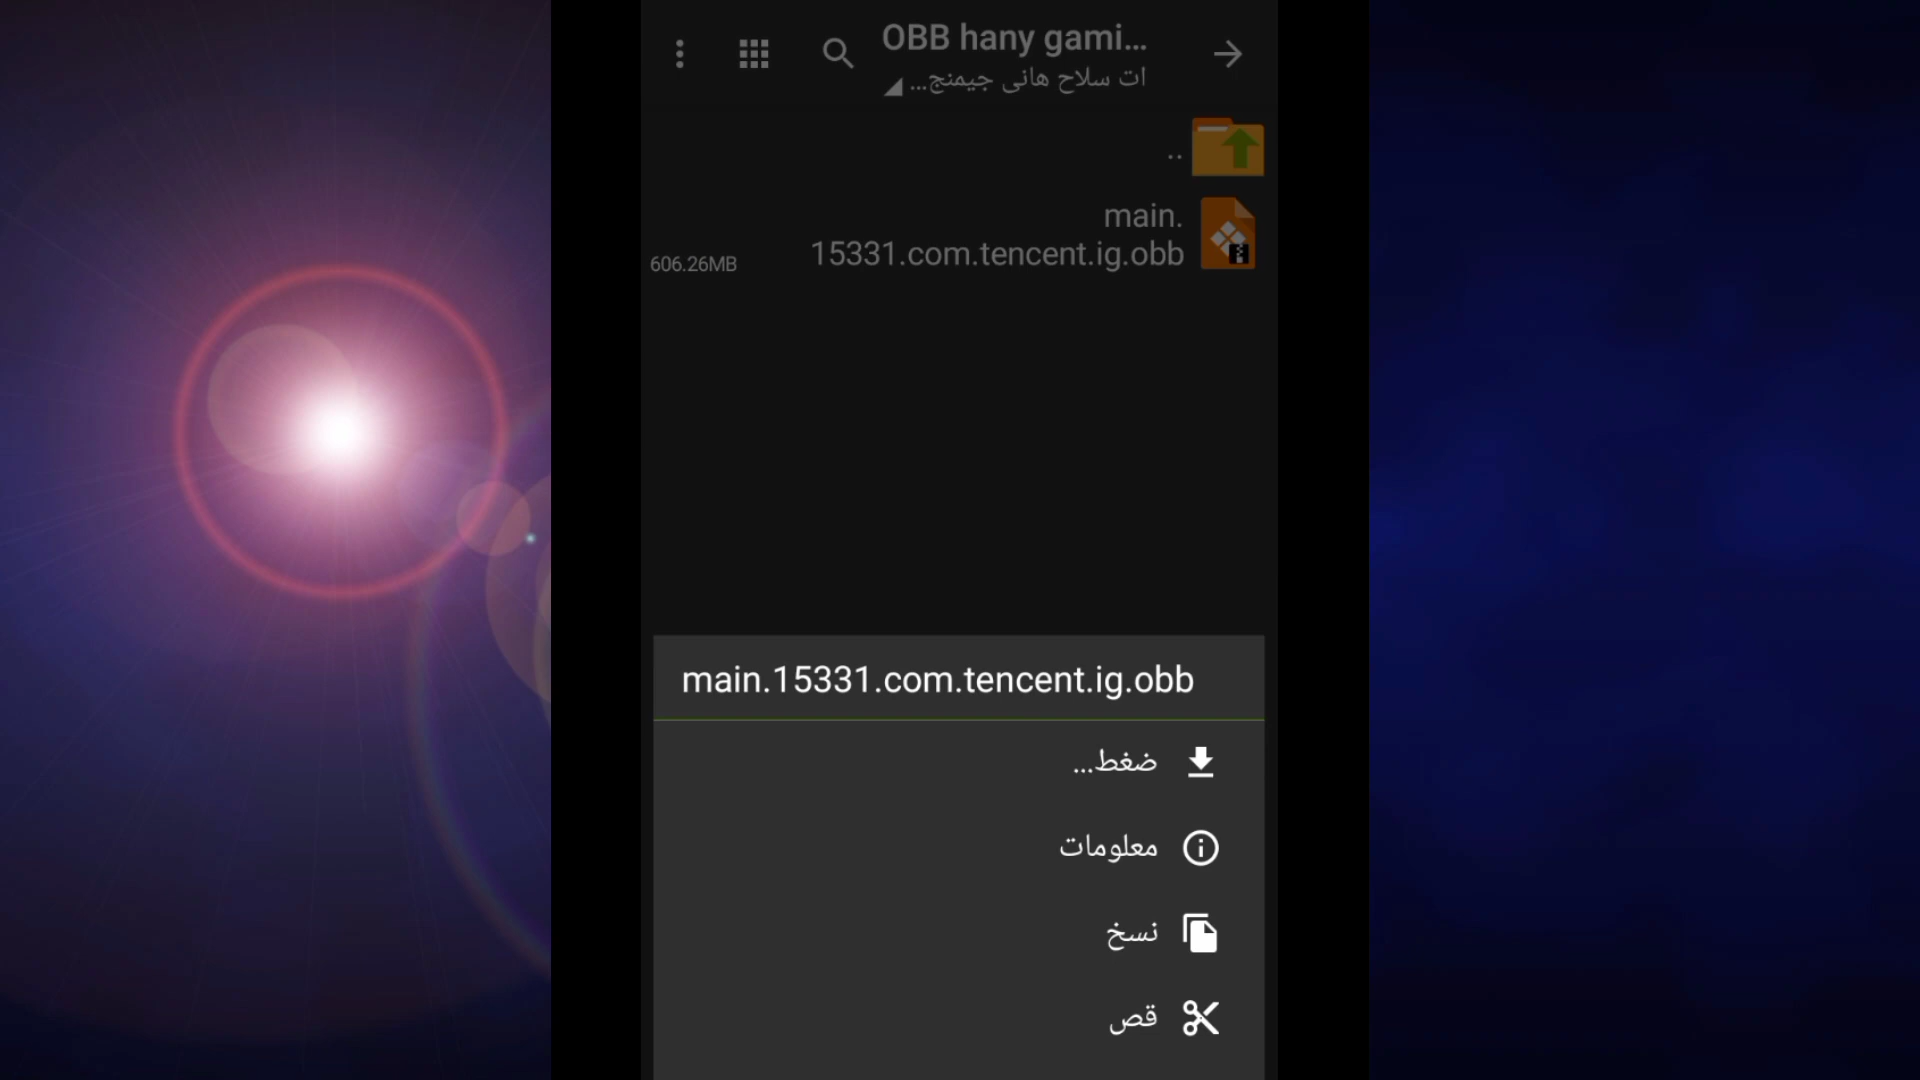 OBB hany gami...
ات سلاح هانى جيمنج...
..
main.
15331.com.tencent.ig.obb
606.26MB
main.15331.com.tencent.ig.obb
ضغط...
معلومات
نسخ
قص